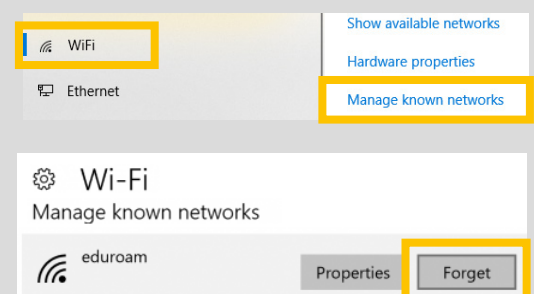 Show available networks
WiFi
Hardware properties
Ethernet
Manage known networks
Wi-Fi
Manage known networks
eduroam
Properties Forget